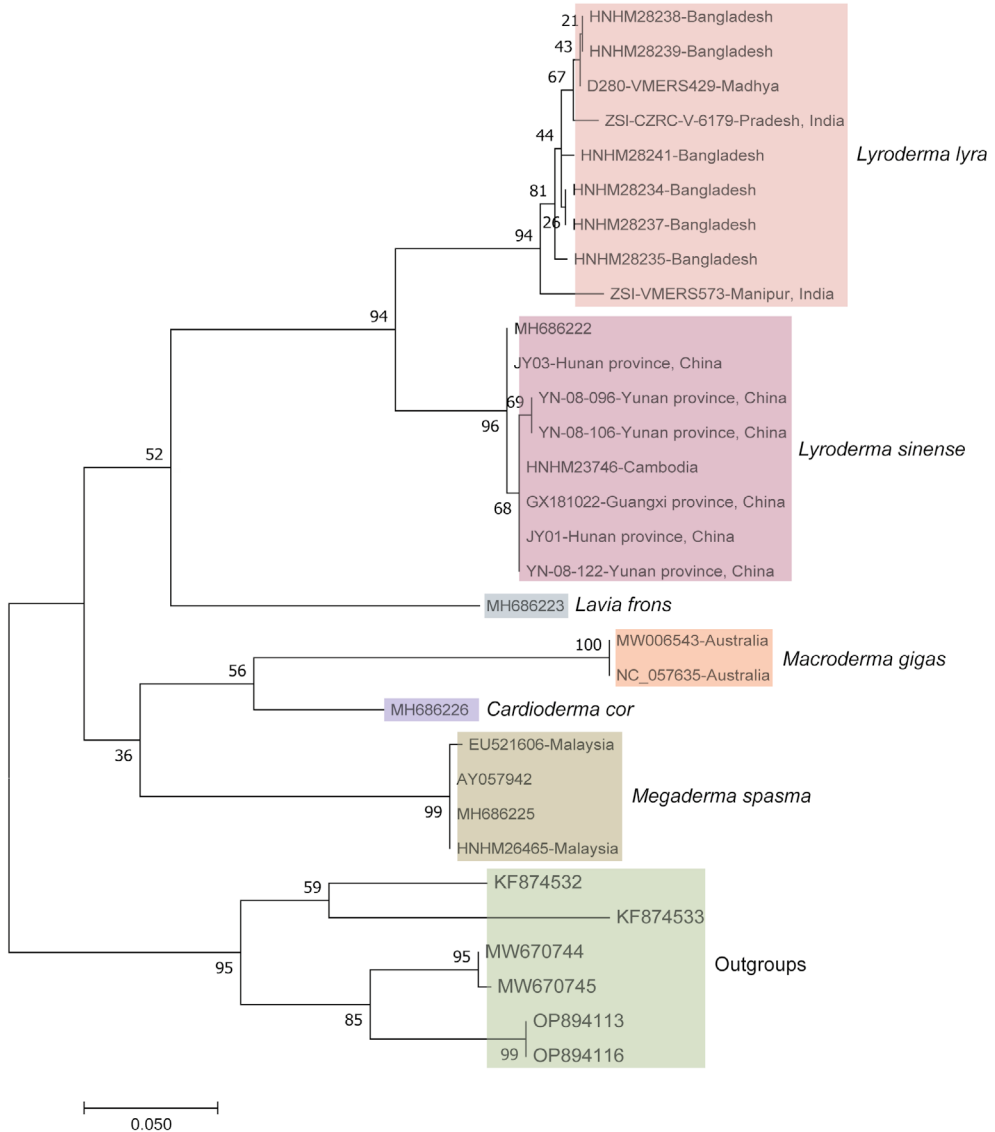 21
HNHM28238-Bangladesh
43
HNHM28239-Bangladesh
67
D280-VMERS429-Madhya
ZSI-CZRC-V-6179-Pradesh, India
44
HNHM28241-Bangladesh
Lyroderma lyra
81
HNHM28234-Bangladesh
26
HNHM28237-Bangladesh
94
HNHM28235-Bangladesh
ZSI-VMERS573-Manipur, India
94
MH686222
JY03-Hunan province, China
69
YN-08-096-Yunan province, China
96
YN-08-106-Yunan province, China
Lyroderma sinense
52
HNHM23746-Cambodia
68
GX181022-Guangxi province, China
JY01-Hunan province, China
YN-08-122-Yunan province, China
MH686223
Lavia frons
100
MW006543-Australia
Macroderma gigas
56
NC_057635-Australia
MH686226
Cardioderma cor
36
EU521606-Malaysia
AY057942
Megaderma spasma
99
MH686225
HNHM26465-Malaysia
59
KF874532
KF874533
95
MW670744
95
MW670745
Outgroups
85
OP894113
99
OP894116
0.050